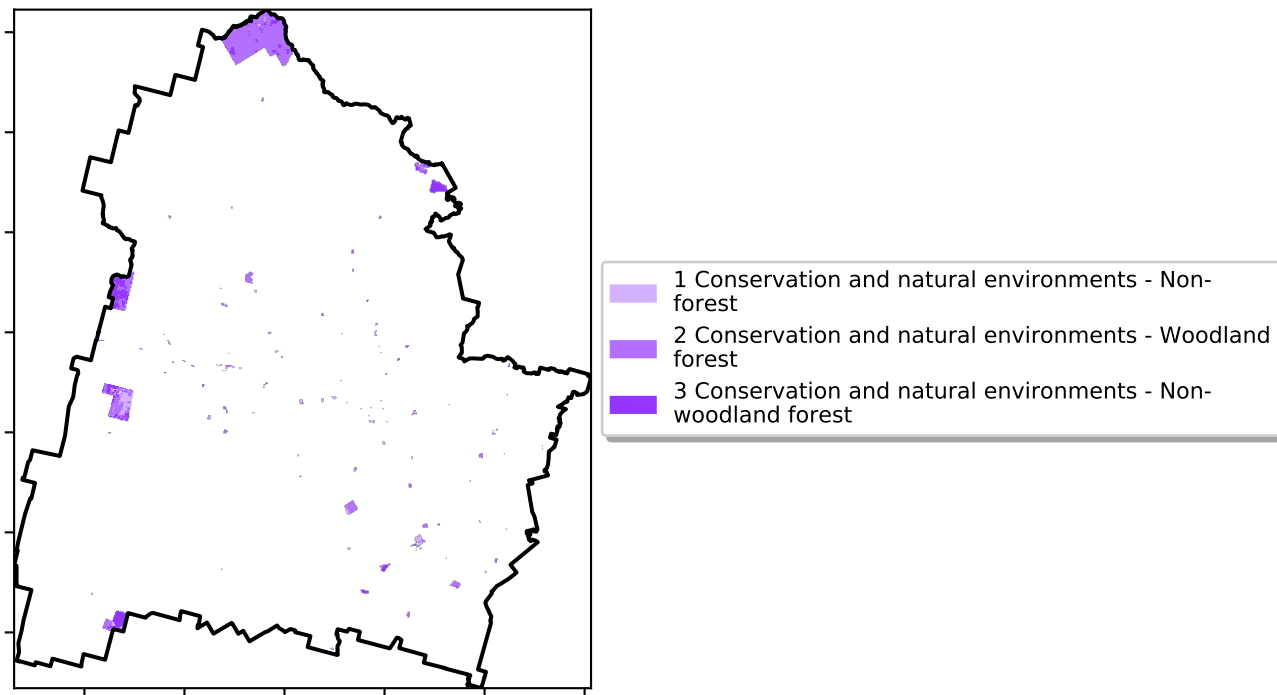 1 Conservation and natural environments - Non-
forest
2 Conservation and natural environments - Woodland
forest
3 Conservation and natural environments - Non-
woodland forest